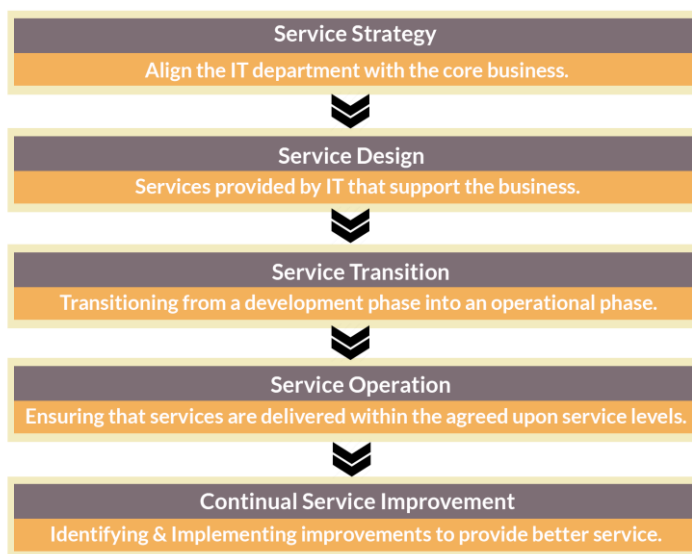 Service Strategy
Align the IT department with the core business.
Service Design
Services provided by IT that support the business.
Service Transition
Transitioning from a development phase into an operational phase.
Service Operation
Ensuring that services are delivered within the agreed upon service levels.
Continual Service Improvement
Identifying & Implementing improvements to provide better service.